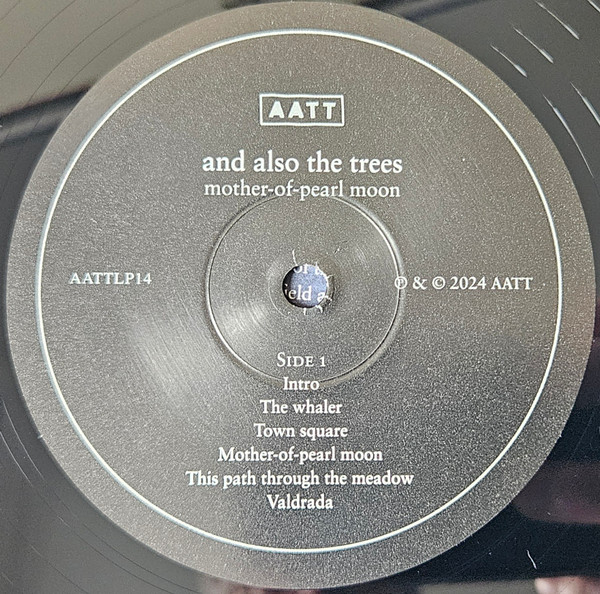 AATT
and also the trees
mother-of-pearl moon
AATTLP14
℗ & © 2024 AATT
SIDE 1
Intro
The whaler
Town square
Mother-of-pearl moon
This path through the meadow
Valdrada